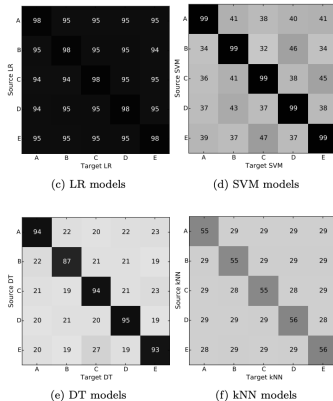 A 98 95 95 95 95
B 95 98 95 95 94
C 94 94 98 95 95
D 94 95 95 98 95
E 95 95 95 95 98
A B C D E
Source LR
Target LR
(c) LR models
A 99 41 38 40 41
B 34 99 32 46 34
C 36 41 99 38 45
D 37 43 37 99 38
E 39 37 47 37 99
A B C D E
Source SVM
Target SVM
(d) SVM models
A 94 22 20 22 23
B 22 87 21 21 19
C 21 19 94 21 23
D 20 21 20 95 19
E 20 19 27 19 93
A B C D E
Source DT
Target DT
(e) DT models
A 55 29 29 29 29
B 29 55 29 29 29
C 29 28 55 28 29
D 29 29 29 56 28
E 28 29 29 29 56
A B C D E
Source kNN
Target kNN
(f) kNN models